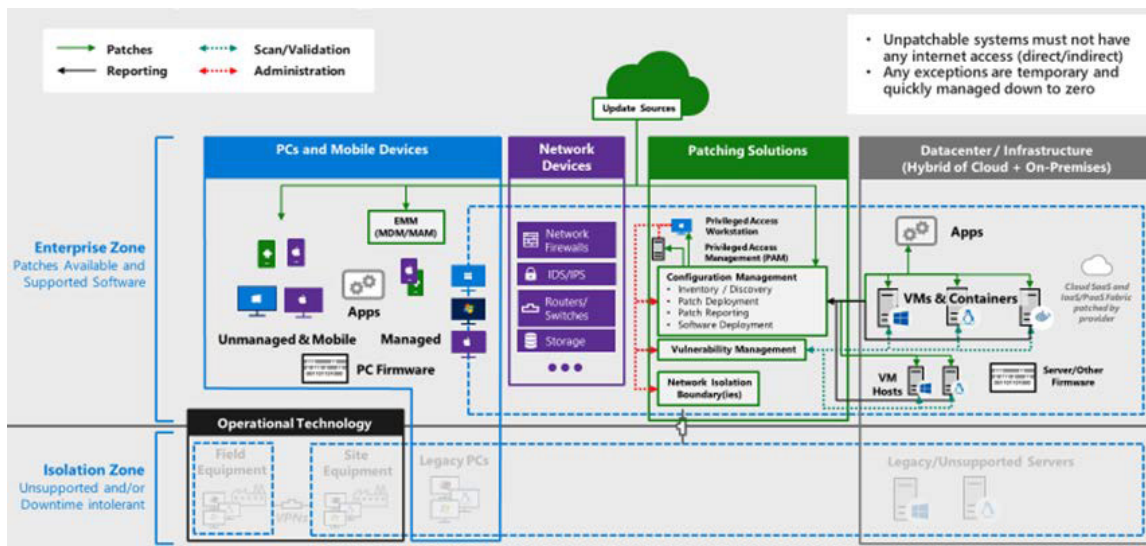 Patches
Scan/Validation
Reporting
Administration
• Unpatchable systems must not have
any internet access (direct/indirect)
• Any exceptions are temporary and
quickly managed down to zero
Update Sources
PCs and Mobile Devices
Network
Devices
Patching Solutions
Datacenter / Infrastructure
(Hybrid of Cloud + On-Premises)
Enterprise Zone
Patches Available and
Supported Software
EMM
(MDM/MAM)
Apps
Unmanaged & Mobile
Managed
PC Firmware
Network
Firewalls
IDS/IPS
Routers/
Switches
Storage
Privileged Access
Workstation
Privileged Access
Management (PAM)
Configuration Management
• Inventory / Discovery
• Patch Deployment
• Patch Reporting
• Software Deployment
Vulnerability Management
Network Isolation
Boundary(ies)
Apps
VMs & Containers
Cloud SaaS and
IaaS/PaaS Fabric
patched by
provider
VM
Hosts
Server/Other
Firmware
Operational Technology
Isolation Zone
Unsupported and/or
Downtime intolerant
Field
Equipment
Site
Equipment
VPNs
Legacy PCs
Legacy/Unsupported Servers